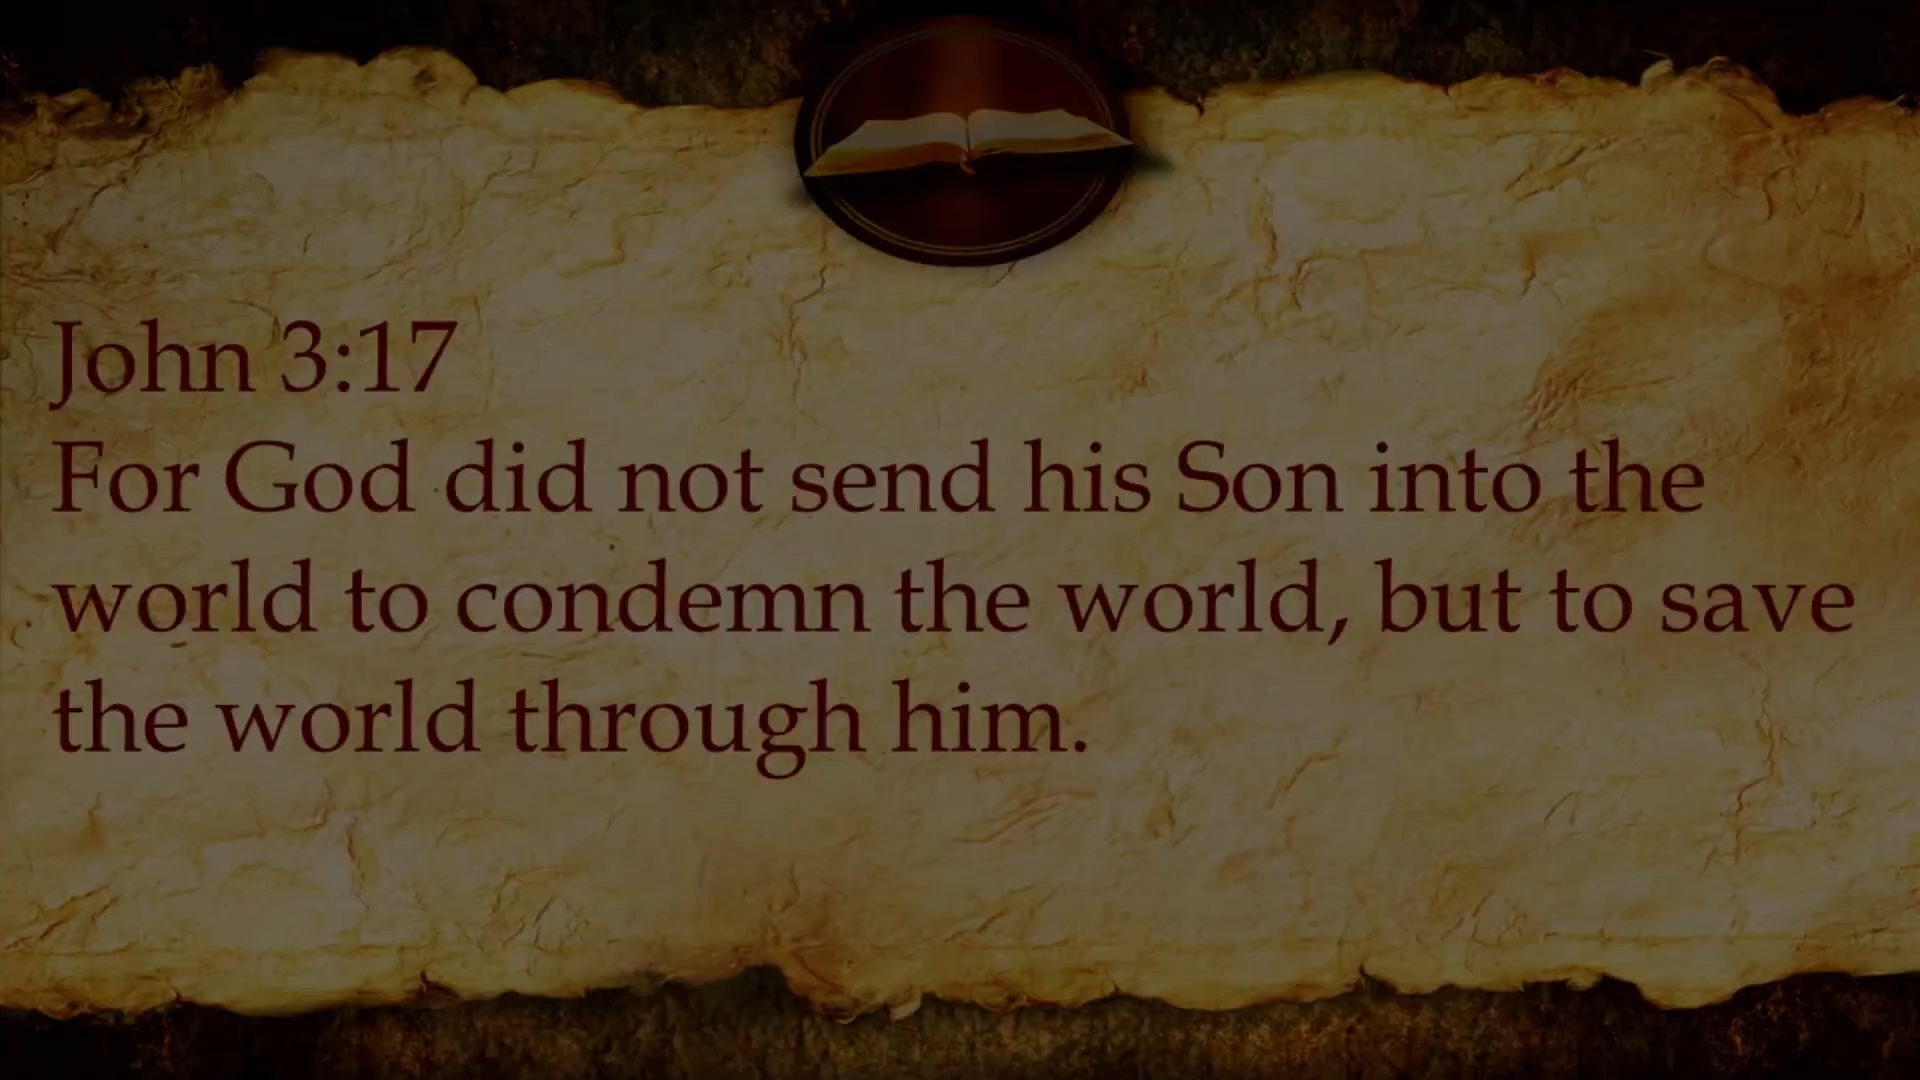 John 3:17
For God did not send his Son into the
world to condemn the world, but to save
the world through him.